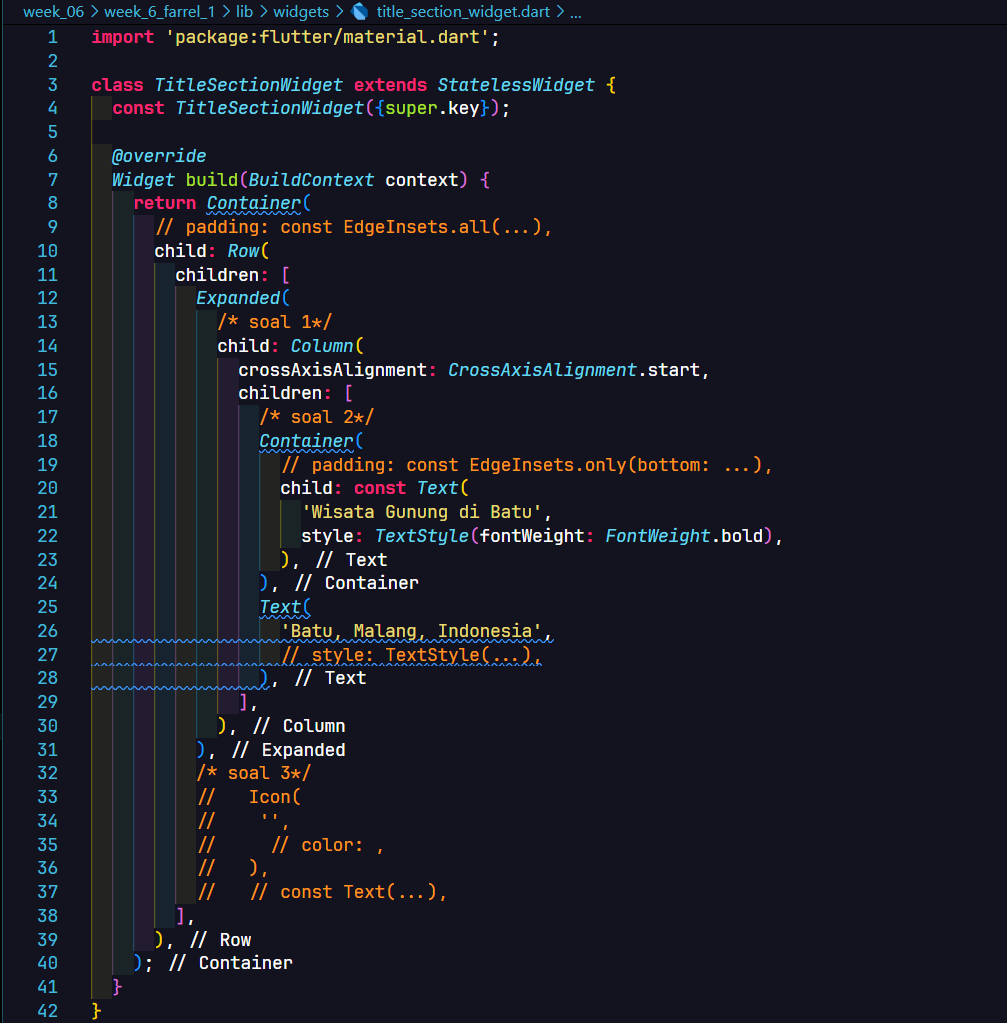 week_06 > week_6_farrel_1 > lib > widgets > title_section_widget.dart > ...
1 import 'package:flutter/material.dart';
2
3 class TitleSectionWidget extends StatelessWidget {
4   const TitleSectionWidget({super.key});
5
6   @override
7   Widget build(BuildContext context) {
8     return Container(
9       // padding: const EdgeInsets.all(...),
10       child: Row(
11         children: [
12           Expanded(
13             /* soal 1*/
14             child: Column(
15               crossAxisAlignment: CrossAxisAlignment.start,
16               children: [
17                 /* soal 2*/
18                 Container(
19                   // padding: const EdgeInsets.only(bottom: ...),
20                   child: const Text(
21                     'Wisata Gunung di Batu',
22                     style: TextStyle(fontWeight: FontWeight.bold),
23                   ), // Text
24                 ), // Container
25                 Text(
26                   'Batu, Malang, Indonesia',
27                   // style: TextStyle(...),
28                 ), // Text
29               ],
30             ), // Column
31           ), // Expanded
32           /* soal 3*/
33           //   Icon(
34           //    '',
35           //     // color: ,
36           //   ),
37           //   // const Text(...),
38         ],
39       ), // Row
40     ); // Container
41   }
42 }